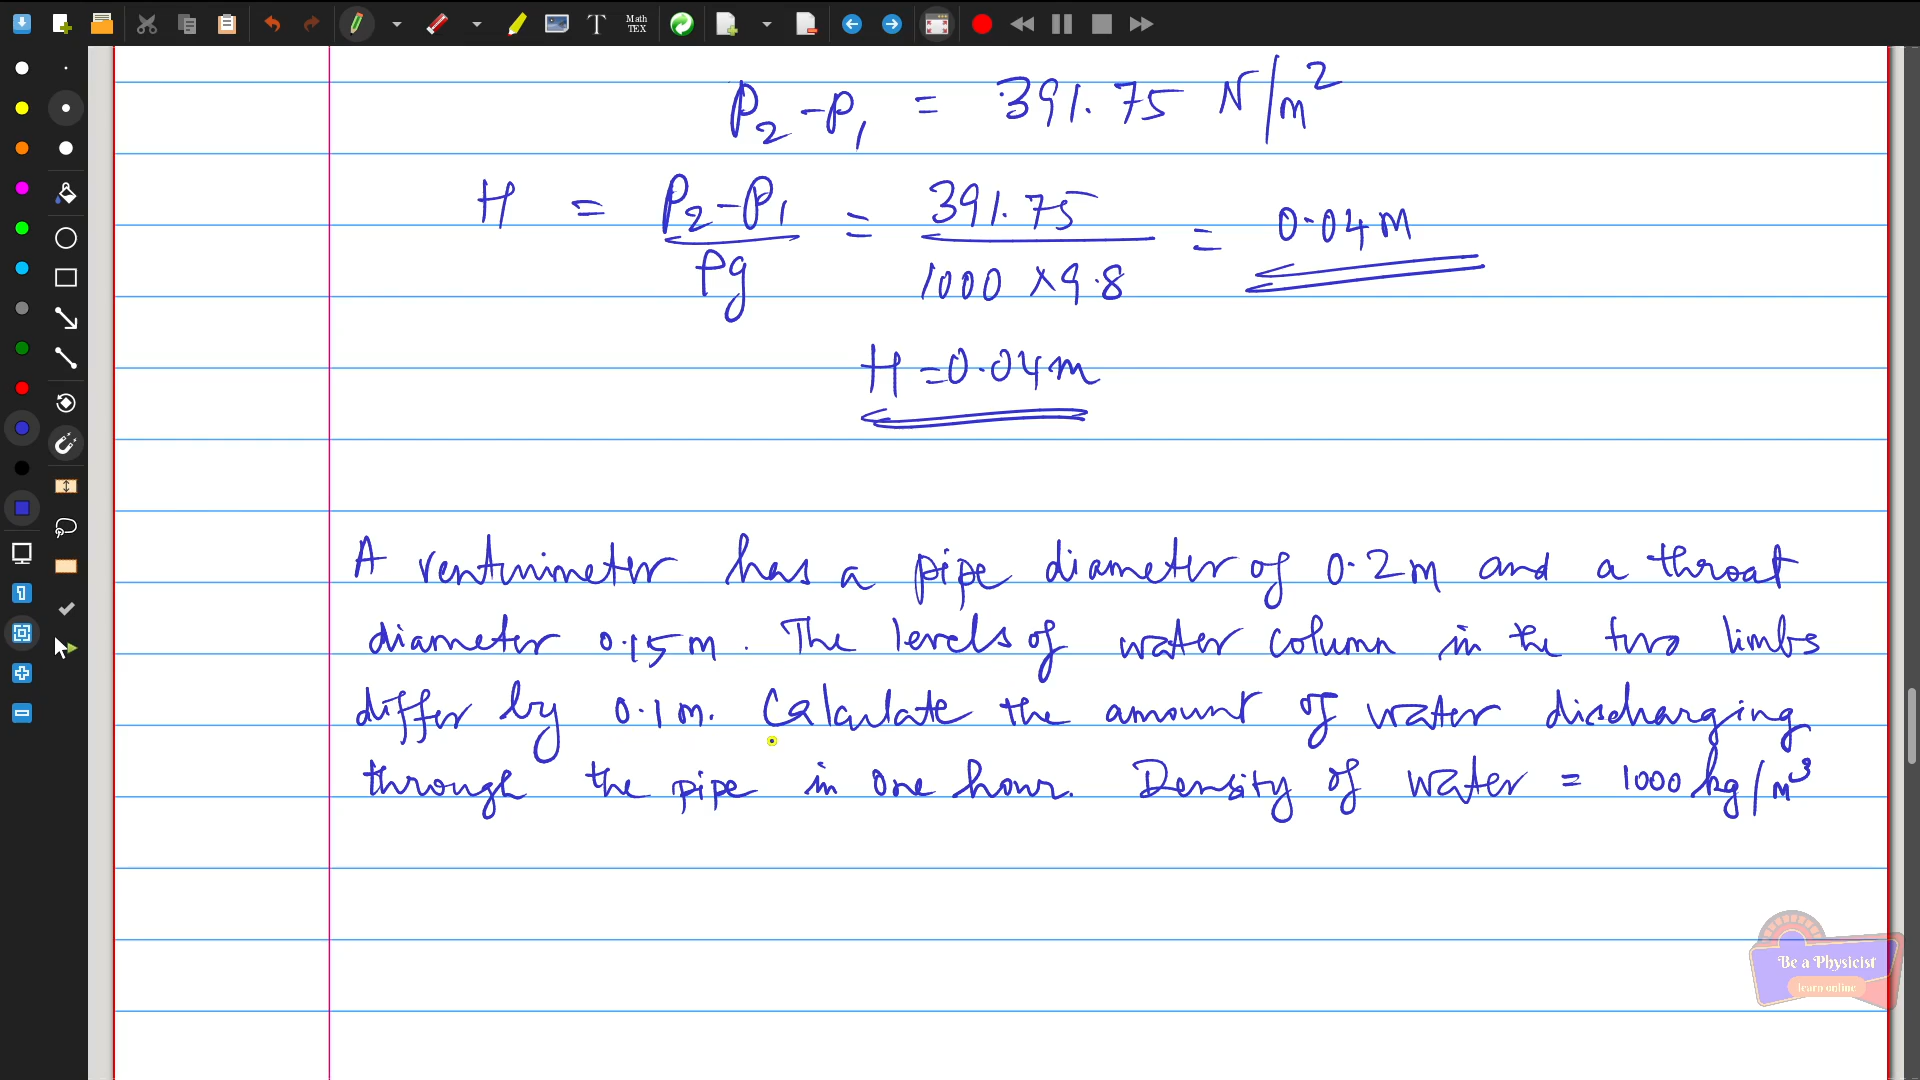 Math
TEX
P₂ - P₁ = 391.75 N/m²
H = P₂ - P₁ / ρg = 391.75 / 1000 × 9.8 = 0.04 m
H = 0.04 m
A venturimeter has a pipe diameter of 0.2 m and a throat
diameter 0.15 m. The levels of water column in the two limbs
differ by 0.1 m. Calculate the amount of water discharging
through the pipe in one hour. Density of water = 1000 kg/m³
Be a Physicist
learn online